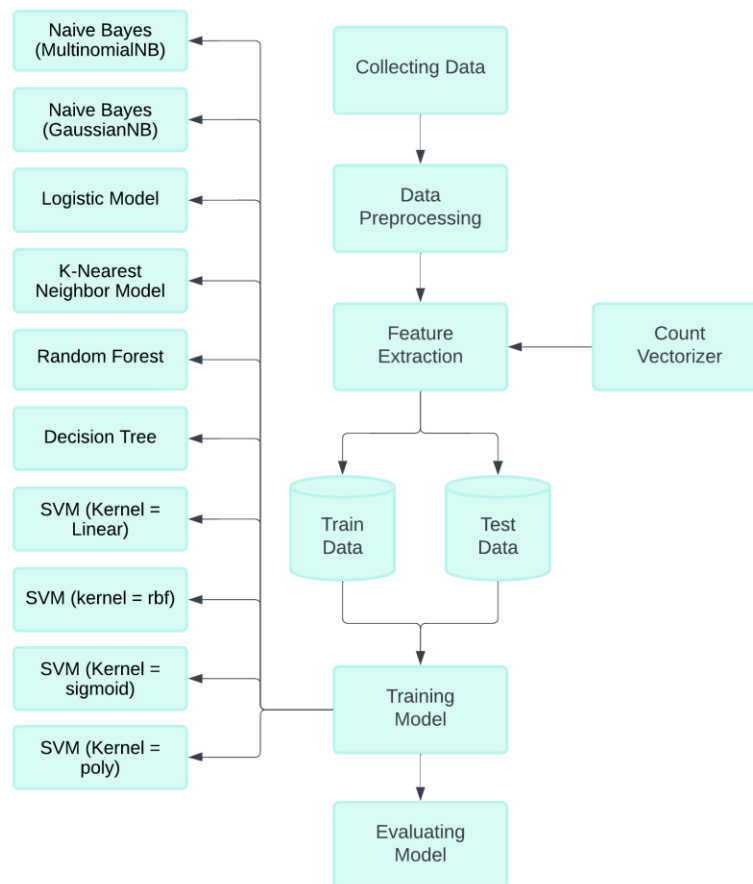 Naive Bayes
(MultinomialNB)
Naive Bayes
(GaussianNB)
Logistic Model
K-Nearest
Neighbor Model
Random Forest
Decision Tree
SVM (Kernel =
Linear)
SVM (kernel = rbf)
SVM (Kernel =
sigmoid)
SVM (Kernel =
poly)
Collecting Data
Data
Preprocessing
Feature
Extraction
Count
Vectorizer
Train
Data
Test
Data
Training
Model
Evaluating
Model